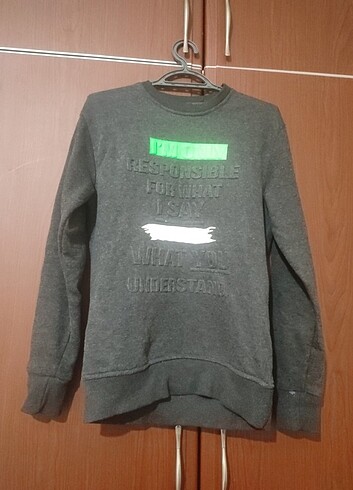 RESPONSIBLE
FOR WHAT
I SAY
WHAT YOU
UNDERSTAND